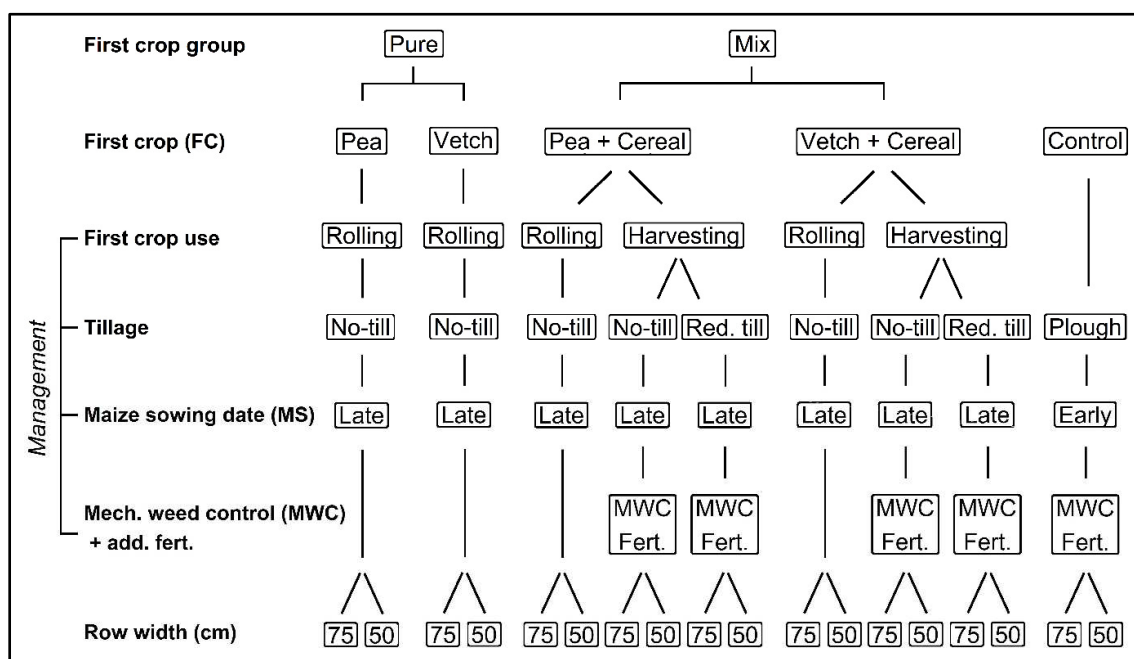 First crop group Pure Mix
First crop (FC) Pea Vetch Pea + Cereal Vetch + Cereal Control
First crop use Rolling Rolling Rolling Harvesting Rolling Harvesting
Tillage No-till No-till No-till No-till Red. till No-till No-till Red. till Plough
Management
Maize sowing date (MS) Late Late Late Late Late Late Late Late Early
Mech. weed control (MWC) MWC MWC MWC MWC MWC
+ add. fert. Fert. Fert. Fert. Fert. Fert.
Row width (cm) 75 50 75 50 75 50 75 50 75 50 75 50 75 50 75 50 75 50